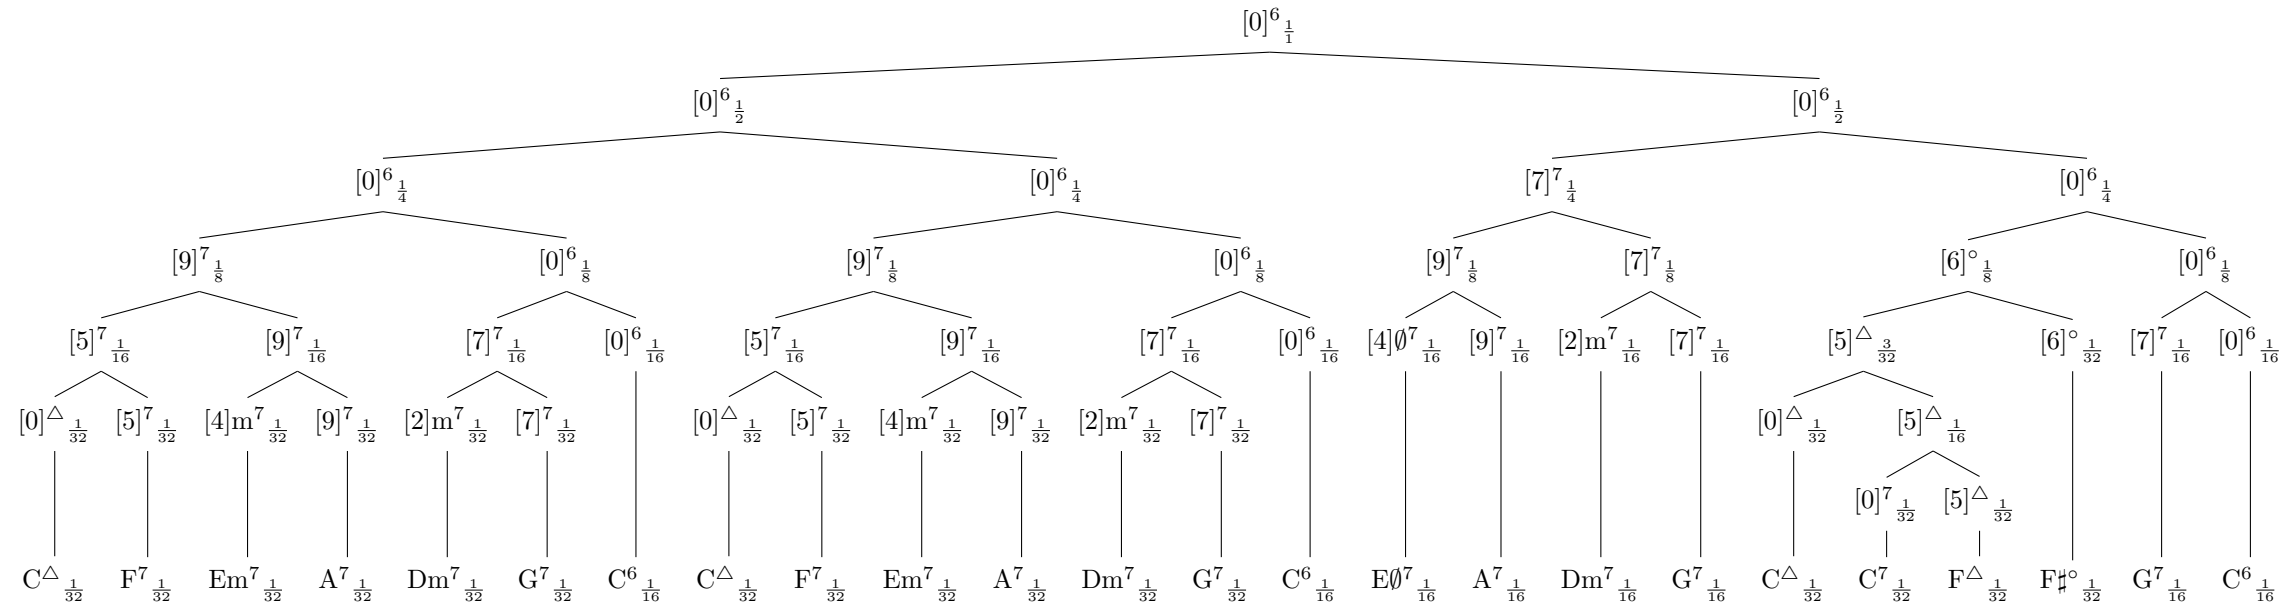 [0]⁶ 1/1
[0]⁶ 1/2 [0]⁶ 1/2
[0]⁶ 1/4 [0]⁶ 1/4 [7]⁷ 1/4 [0]⁶ 1/4
[9]⁷ 1/8 [0]⁶ 1/8 [9]⁷ 1/8 [0]⁶ 1/8 [9]⁷ 1/8 [7]⁷ 1/8 [6]° 1/8 [0]⁶ 1/8
[5]⁷ 1/16 [9]⁷ 1/16 [7]⁷ 1/16 [0]⁶ 1/16 [5]⁷ 1/16 [9]⁷ 1/16 [7]⁷ 1/16 [0]⁶ 1/16 [4]∅⁷ 1/16 [9]⁷ 1/16 [2]m⁷ 1/16 [7]⁷ 1/16 [5]△ 3/32 [6]° 1/32 [7]⁷ 1/16 [0]⁶ 1/16
[0]△ 1/32 [5]⁷ 1/32 [4]m⁷ 1/32 [9]⁷ 1/32 [2]m⁷ 1/32 [7]⁷ 1/32 [0]△ 1/32 [5]⁷ 1/32 [4]m⁷ 1/32 [9]⁷ 1/32 [2]m⁷ 1/32 [7]⁷ 1/32 [0]△ 1/32 [5]△ 1/16
[0]⁷ 1/32 [5]△ 1/32
C△ 1/32 F⁷ 1/32 Em⁷ 1/32 A⁷ 1/32 Dm⁷ 1/32 G⁷ 1/32 C⁶ 1/16 C△ 1/32 F⁷ 1/32 Em⁷ 1/32 A⁷ 1/32 Dm⁷ 1/32 G⁷ 1/32 C⁶ 1/16 E∅⁷ 1/16 A⁷ 1/16 Dm⁷ 1/16 G⁷ 1/16 C△ 1/32 C⁷ 1/32 F△ 1/32 F♯° 1/32 G⁷ 1/16 C⁶ 1/16